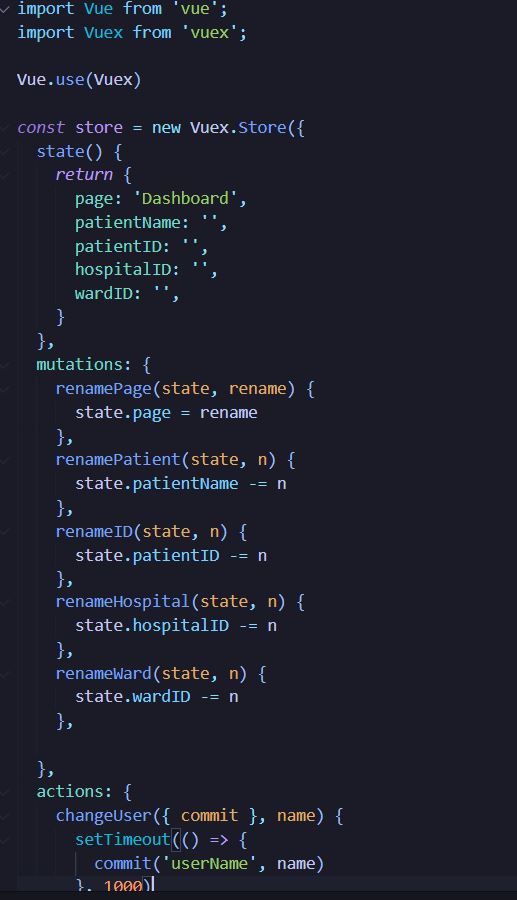 import Vue from 'vue';
import Vuex from 'vuex';
Vue.use(Vuex)
const store = new Vuex.Store({
state() {
return {
page: 'Dashboard',
patientName: '',
patientID: '',
hospitalID: '',
wardID: '',
}
},
mutations: {
renamePage(state, rename) {
state.page = rename
},
renamePatient(state, n) {
state.patientName -= n
},
renameID(state, n) {
state.patientID -= n
},
renameHospital(state, n) {
state.hospitalID -= n
},
renameWard(state, n) {
state.wardID -= n
},
},
actions: {
changeUser({ commit }, name) {
setTimeout(() => {
commit('userName', name)
}, 1000)